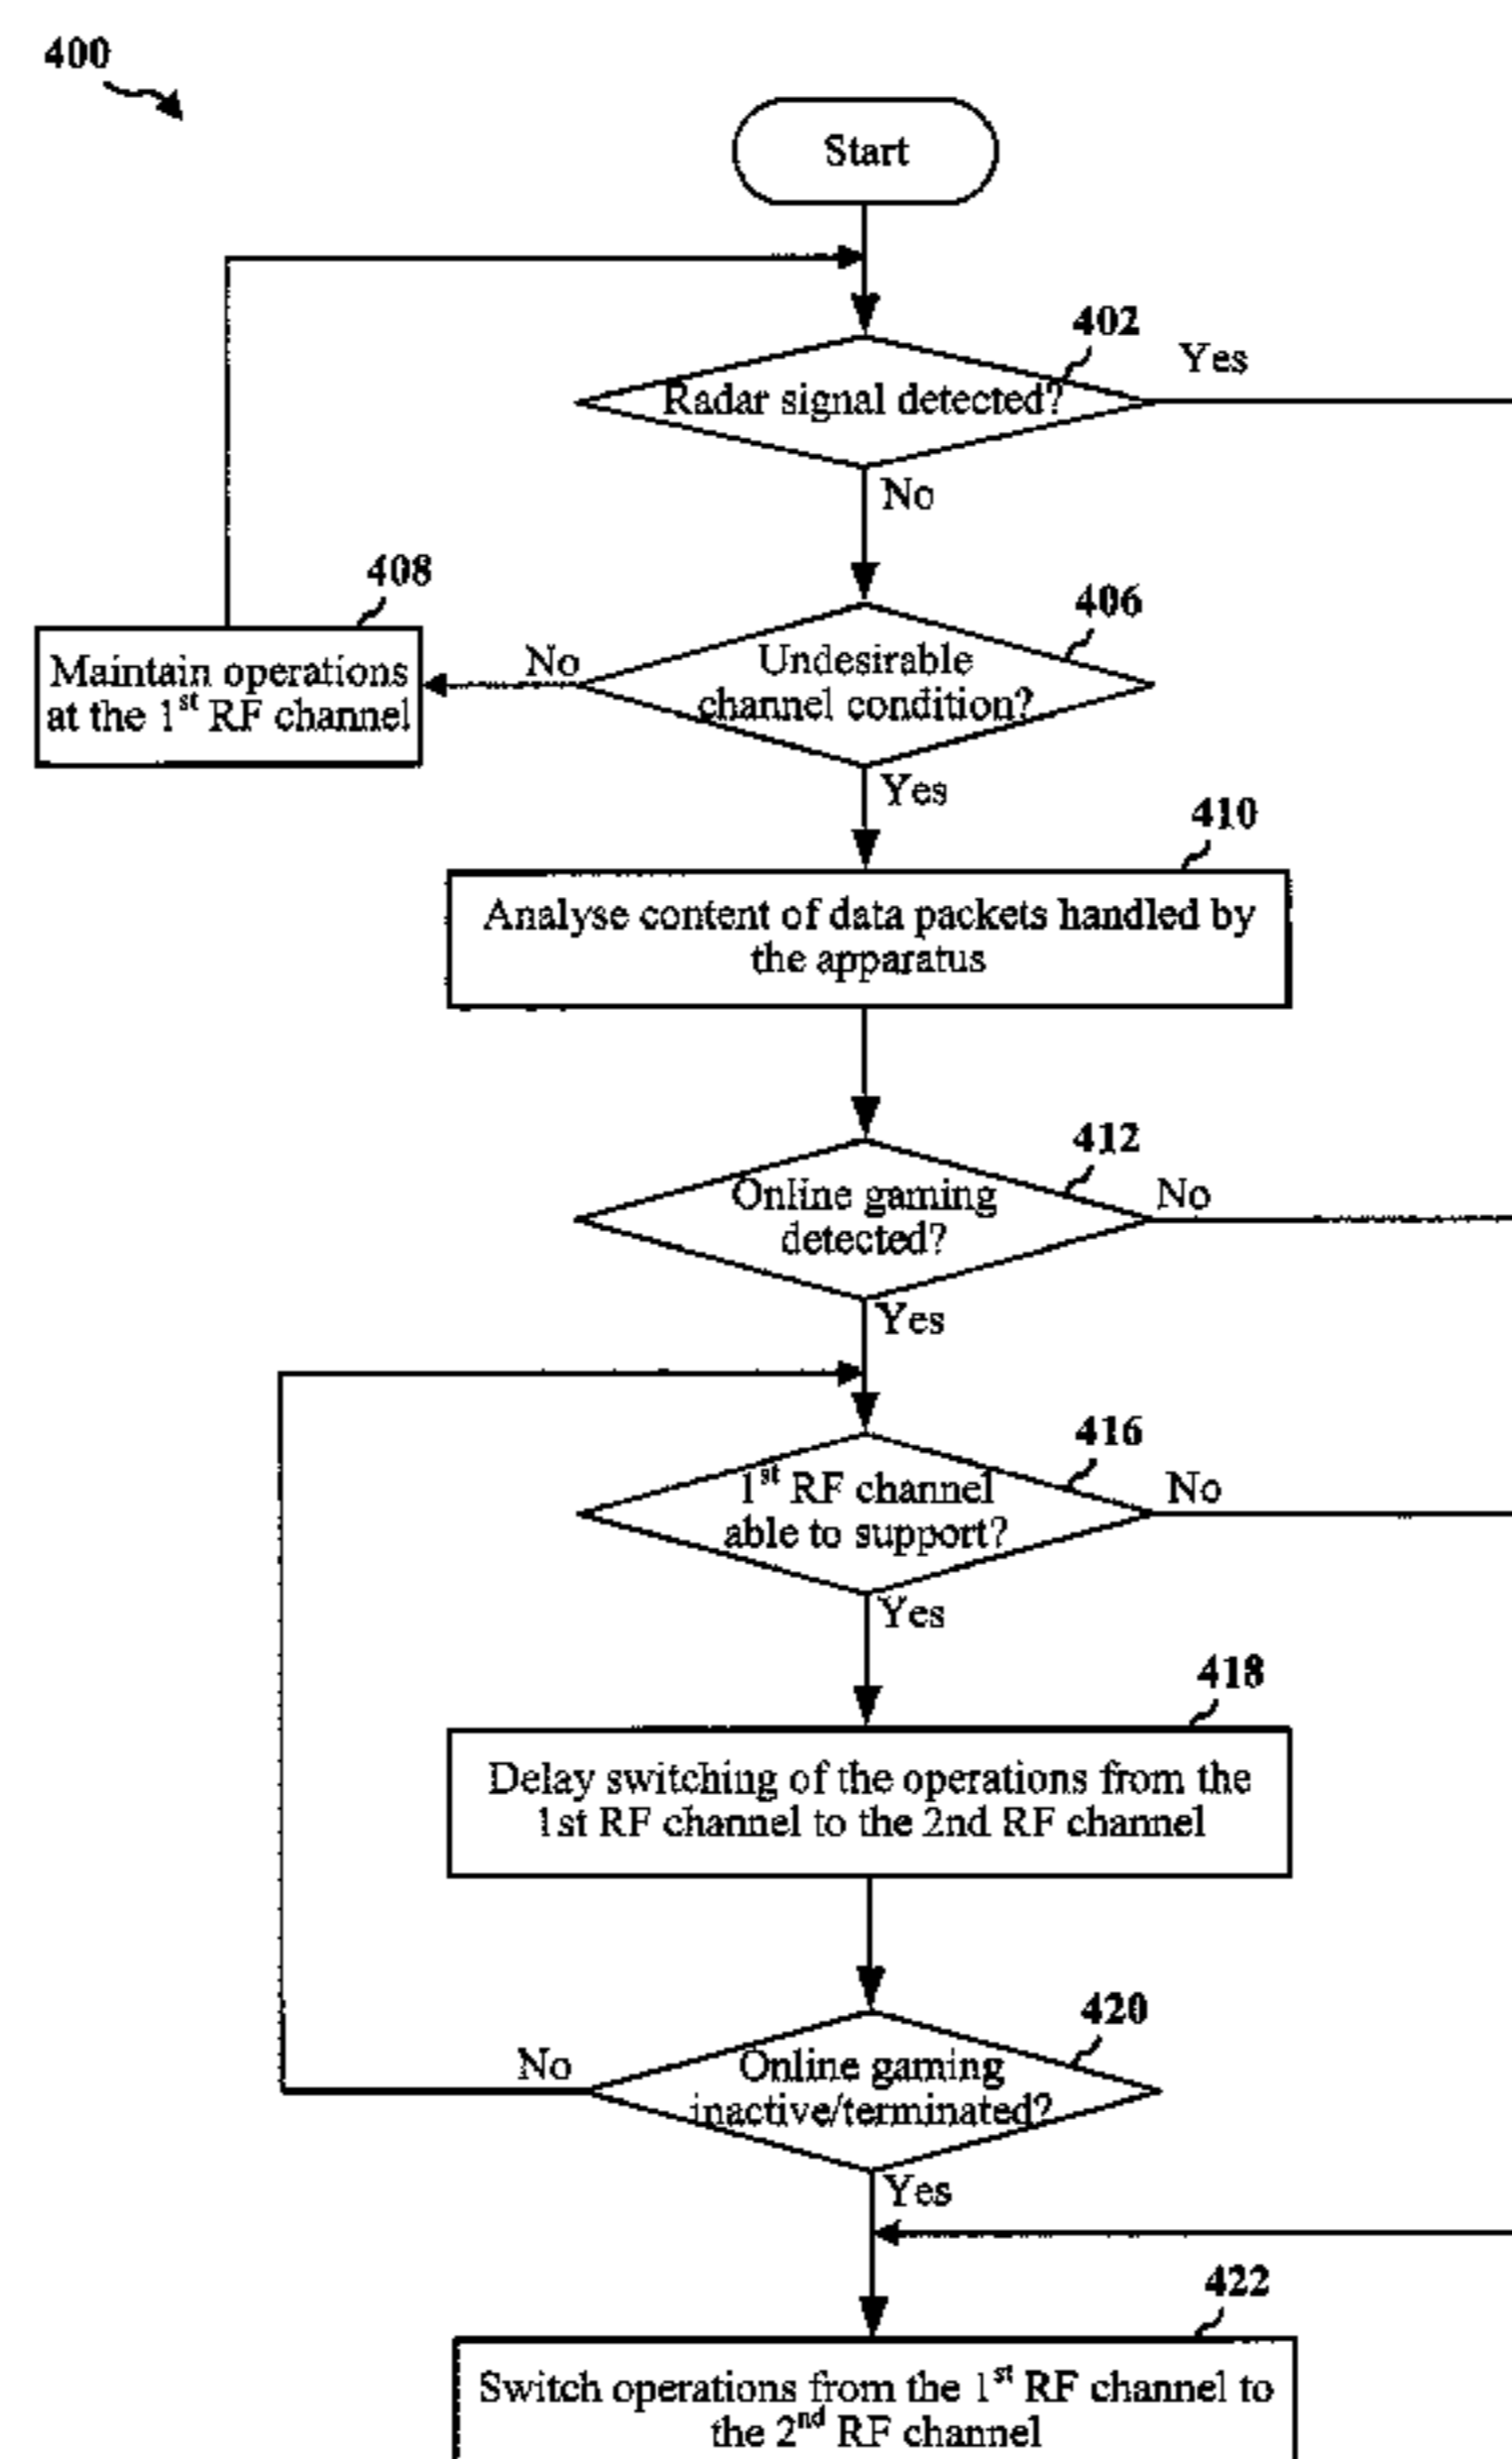 400
Start
402
Yes
Radar signal detected?
No
408
406
Maintain operations
at the 1st RF channel
No
Undesirable
channel condition?
Yes
410
Analyse content of data packets handled by
the apparatus
412
Online gaming
detected?
No
Yes
416
1st RF channel
able to support?
No
Yes
418
Delay switching of the operations from the
1st RF channel to the 2nd RF channel
420
No
Online gaming
inactive/terminated?
Yes
422
Switch operations from the 1st RF channel to
the 2nd RF channel